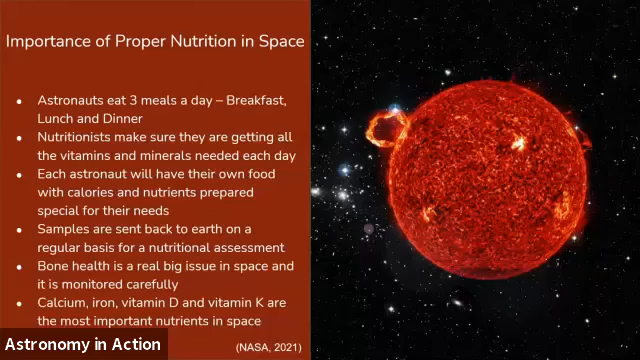 Importance of Proper Nutrition in Space
● Astronauts eat 3 meals a day – Breakfast,
Lunch and Dinner
● Nutritionists make sure they are getting all
the vitamins and minerals needed each day
● Each astronaut will have their own food
with calories and nutrients prepared
special for their needs
● Samples are sent back to earth on a
regular basis for a nutritional assessment
● Bone health is a real big issue in space and
it is monitored carefully
● Calcium, iron, vitamin D and vitamin K are
the most important nutrients in space
Astronomy in Action
(NASA, 2021)